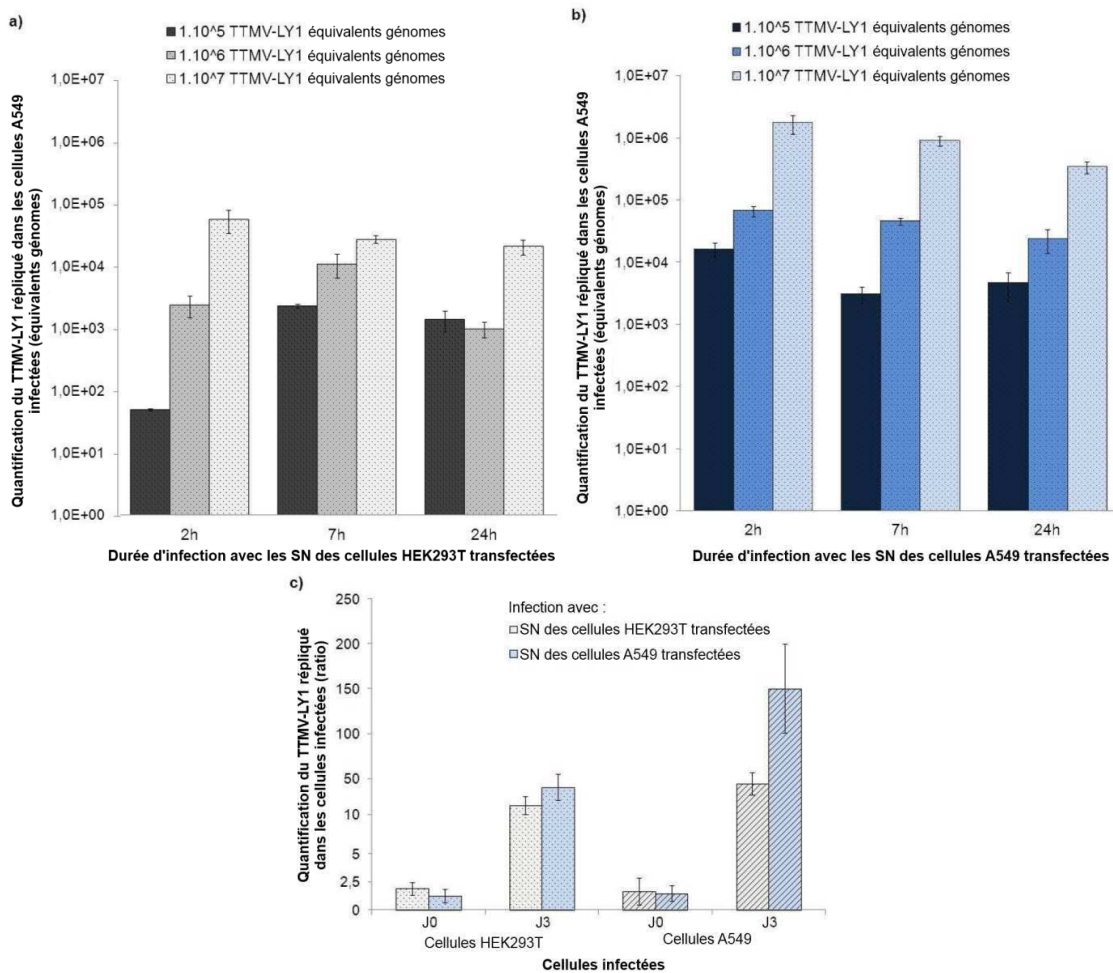 a)
1.10^5 TTMV-LY1 équivalents génomes
1.10^6 TTMV-LY1 équivalents génomes
1.10^7 TTMV-LY1 équivalents génomes
Quantification du TTMV-LY1 répliqué dans les cellules A549
infectées (équivalents génomes)
1,0E+07
1,0E+06
1,0E+05
1,0E+04
1,0E+03
1,0E+02
1,0E+01
1,0E+00
2h
7h
24h
Durée d'infection avec les SN des cellules HEK293T transfectées
b)
1.10^5 TTMV-LY1 équivalents génomes
1.10^6 TTMV-LY1 équivalents génomes
1.10^7 TTMV-LY1 équivalents génomes
Quantification du TTMV-LY1 répliqué dans les cellules A549
infectées (équivalents génomes)
1,0E+07
1,0E+06
1,0E+05
1,0E+04
1,0E+03
1,0E+02
1,0E+01
1,0E+00
2h
7h
24h
Durée d'infection avec les SN des cellules A549 transfectées
c)
Infection avec :
SN des cellules HEK293T transfectées
SN des cellules A549 transfectées
Quantification du TTMV-LY1 répliqué
dans les cellules infectées (ratio)
250
200
150
100
50
10
5
2,5
0
J0
J3
J0
J3
Cellules HEK293T
Cellules A549
Cellules infectées